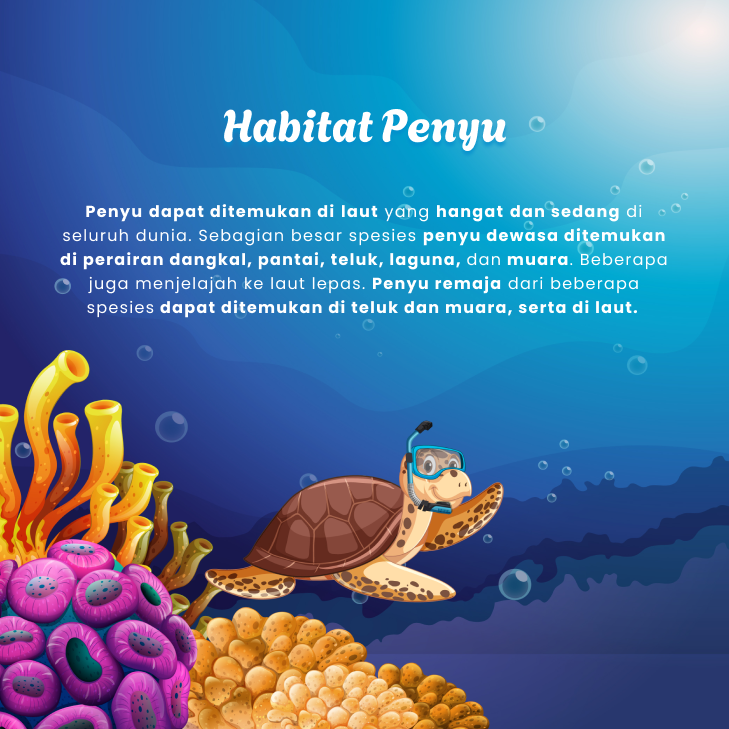 Habitat Penyu
Penyu dapat ditemukan di laut yang hangat dan sedang di
seluruh dunia. Sebagian besar spesies penyu dewasa ditemukan
di perairan dangkal, pantai, teluk, laguna, dan muara. Beberapa
juga menjelajah ke laut lepas. Penyu remaja dari beberapa
spesies dapat ditemukan di teluk dan muara, serta di laut.